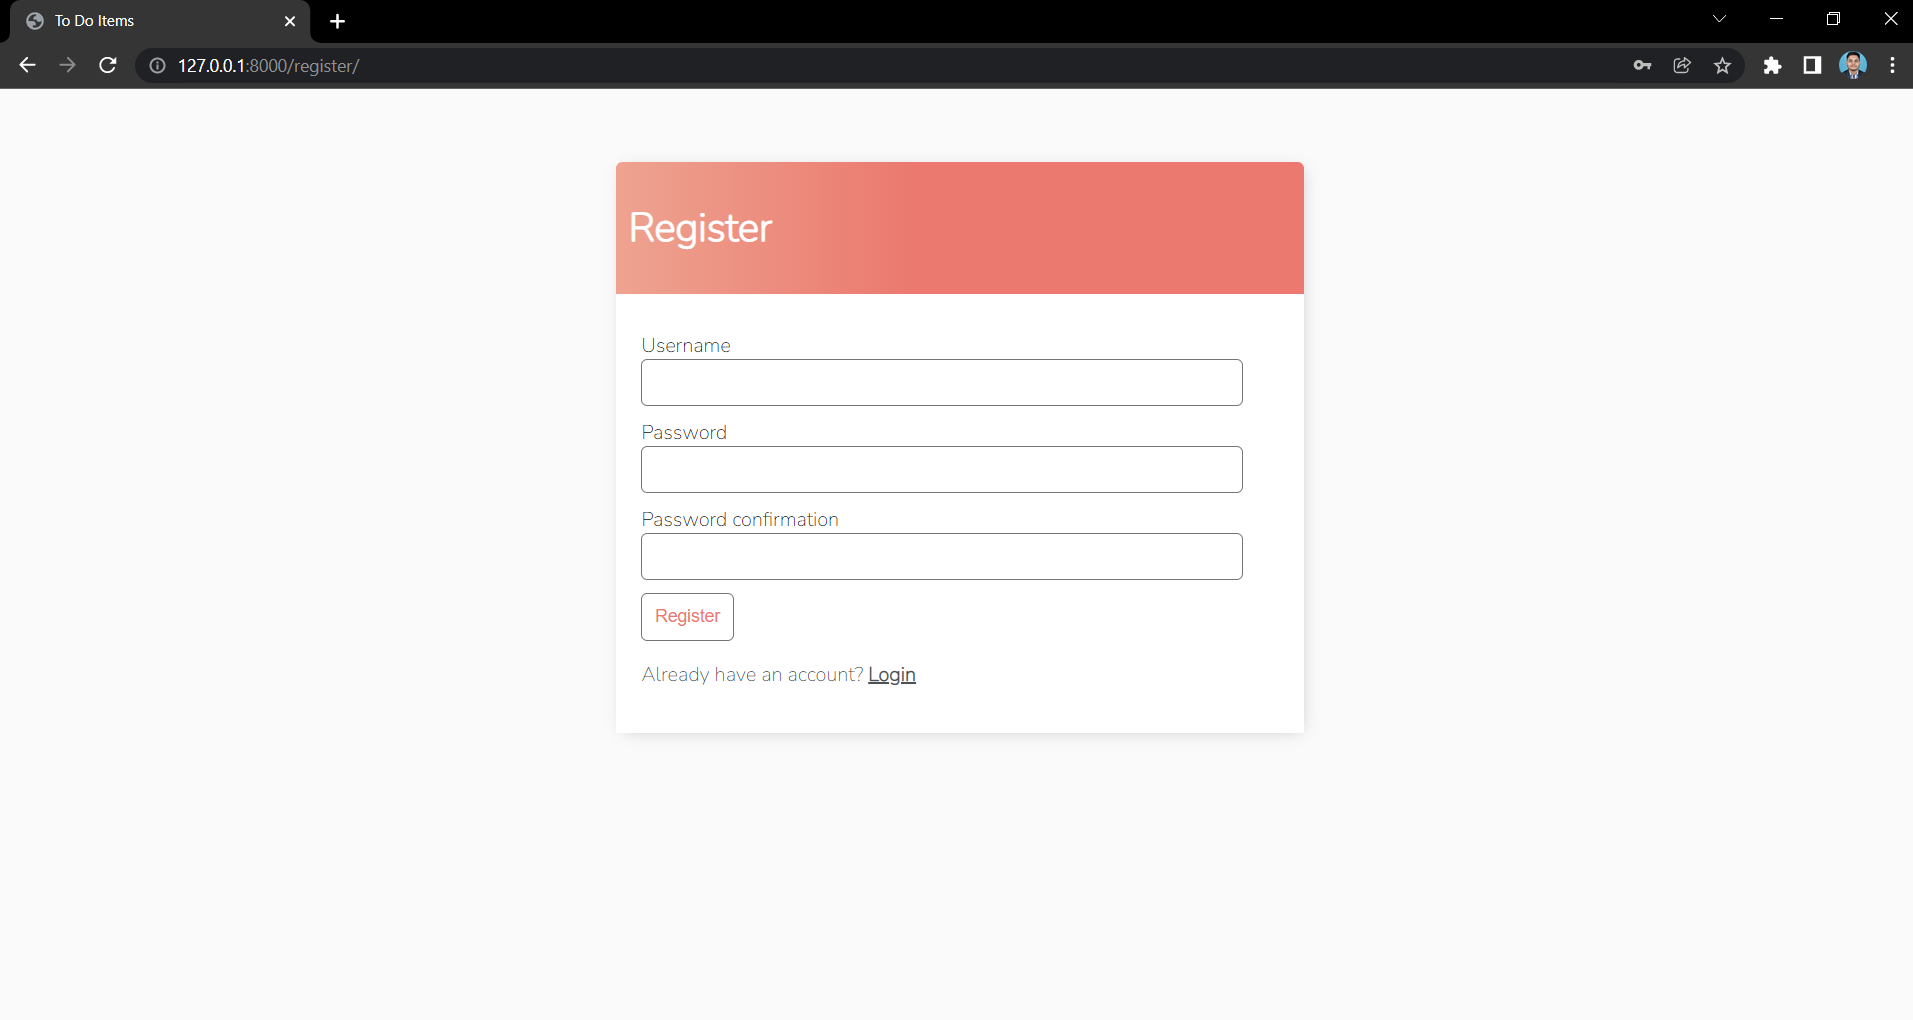 To Do Items
127.0.0.1:8000/register/
Register
Username
Password
Password confirmation
Register
Already have an account? Login